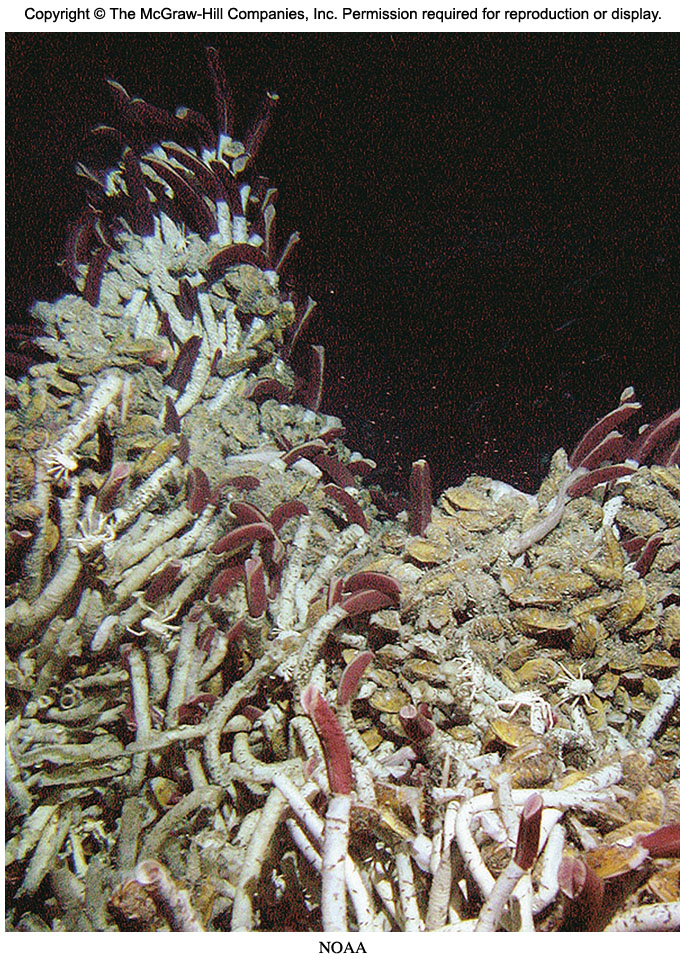 Copyright © The McGraw-Hill Companies, Inc. Permission required for reproduction or display.
NOAA